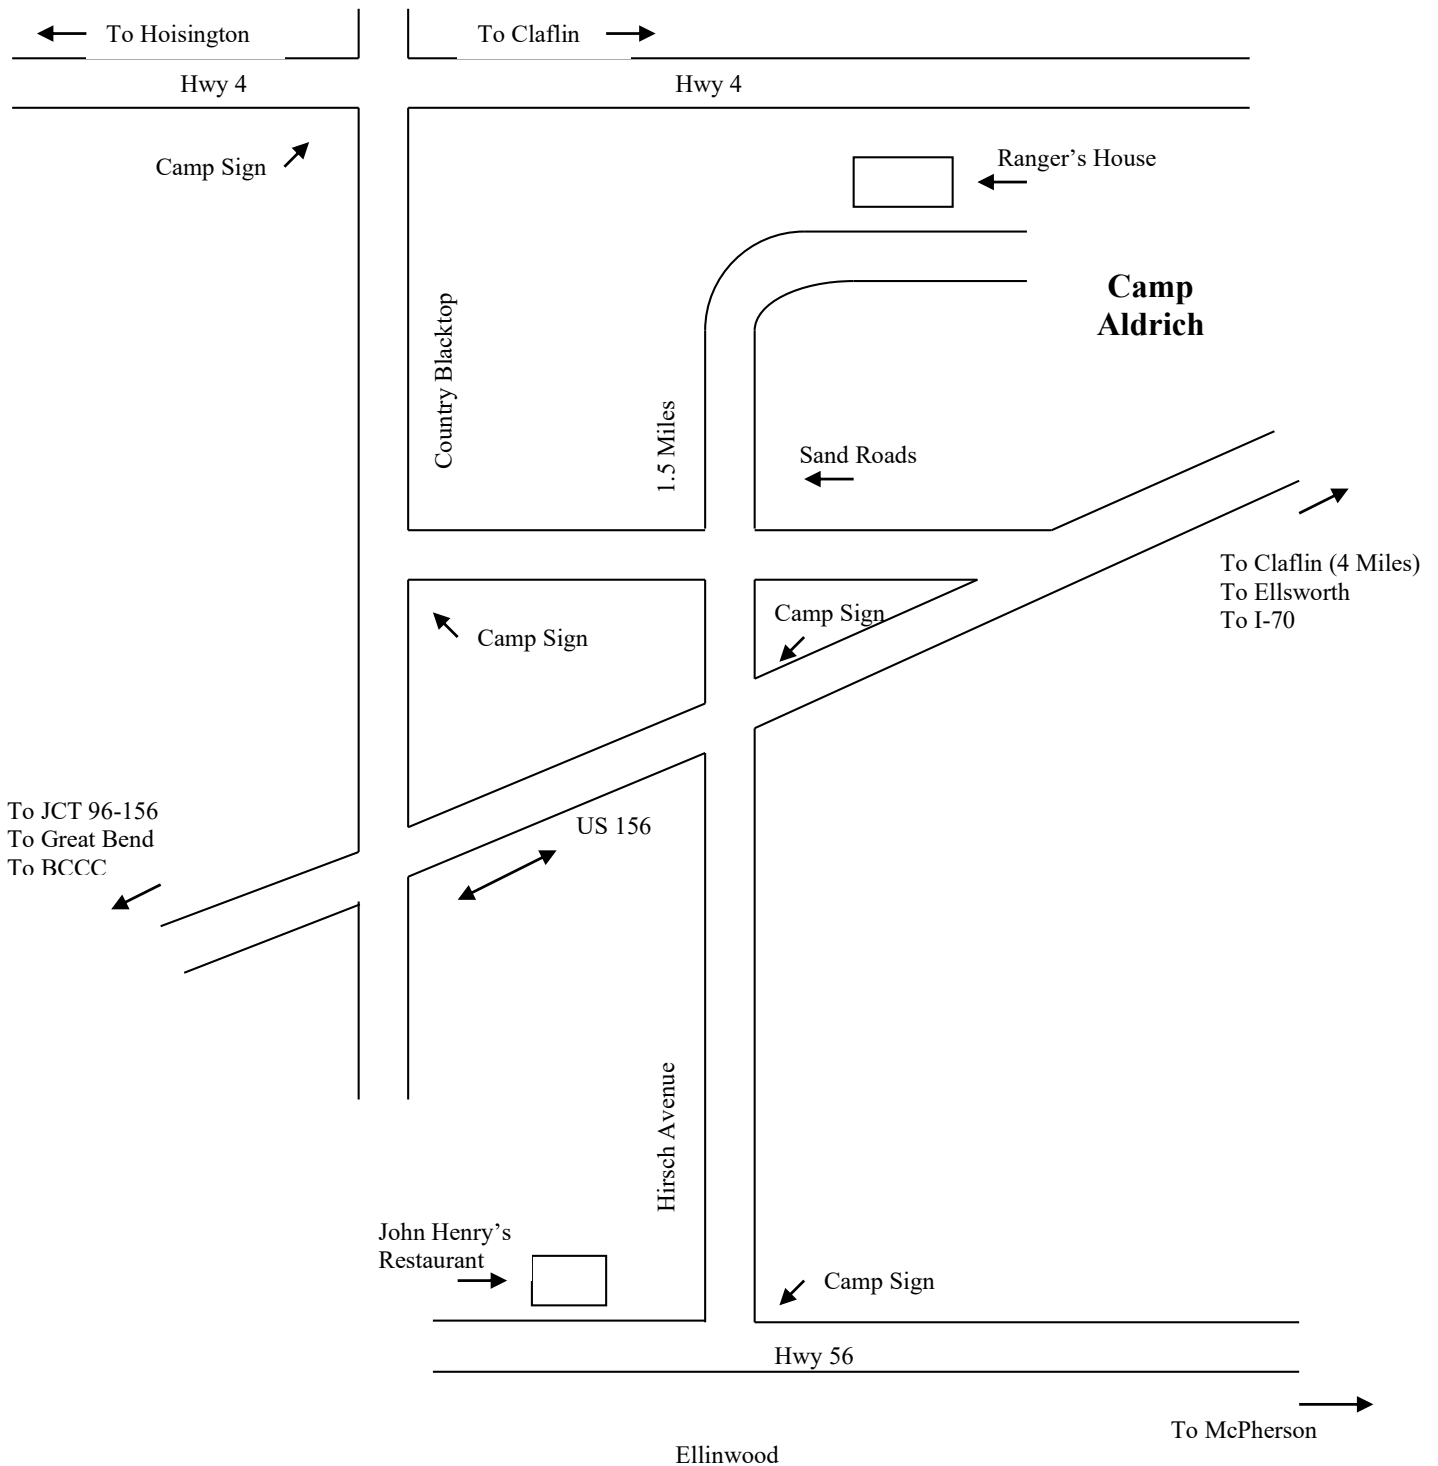 To Hoisington
To Claflin
Hwy 4
Hwy 4
Camp Sign
Ranger’s House
Camp
Aldrich
Country Blacktop
1.5 Miles
Sand Roads
To Claflin (4 Miles)
To Ellsworth
To I-70
Camp Sign
Camp Sign
To JCT 96-156
To Great Bend
To BCCC
US 156
Hirsch Avenue
John Henry’s
Restaurant
Camp Sign
Hwy 56
To McPherson
Ellinwood